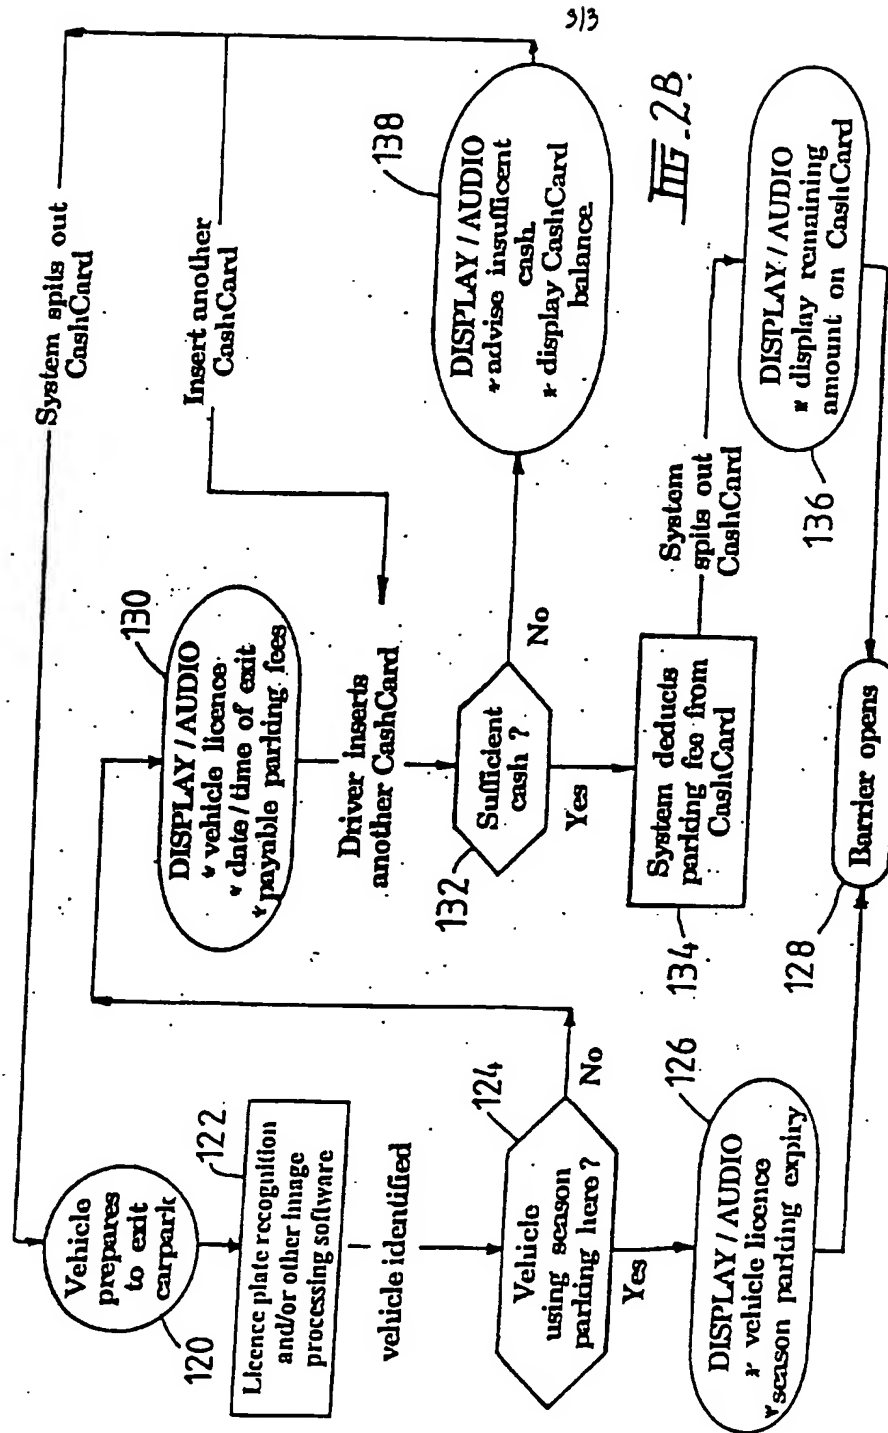 3/3
System spits out
CashCard
Insert another
CashCard
Vehicle
prepares
to exit
carpark
120
122
Licence plate recognition
and/or other image
processing software
vehicle identified
124
Vehicle
using season
parking here ?
No
Yes
126
DISPLAY / AUDIO
* vehicle licence
* season parking expiry
130
DISPLAY / AUDIO
* vehicle licence
* date / time of exit
* payable parking fees
Driver inserts
another CashCard
132
Sufficient
cash ?
No
Yes
134
System deducts
parking fee from
CashCard
138
DISPLAY / AUDIO
* advise insufficent
cash.
* display CashCard
balance.
System
spits out
CashCard
136
DISPLAY / AUDIO
* display remaining
amount on CashCard
128
Barrier opens
FIG. 2B.